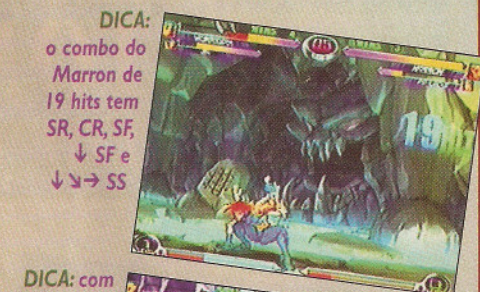 DICA:
o combo do
Marron de
19 hits tem
SR, CR, SF,
↓ SF e
↓↘→ SS
19
DICA: com